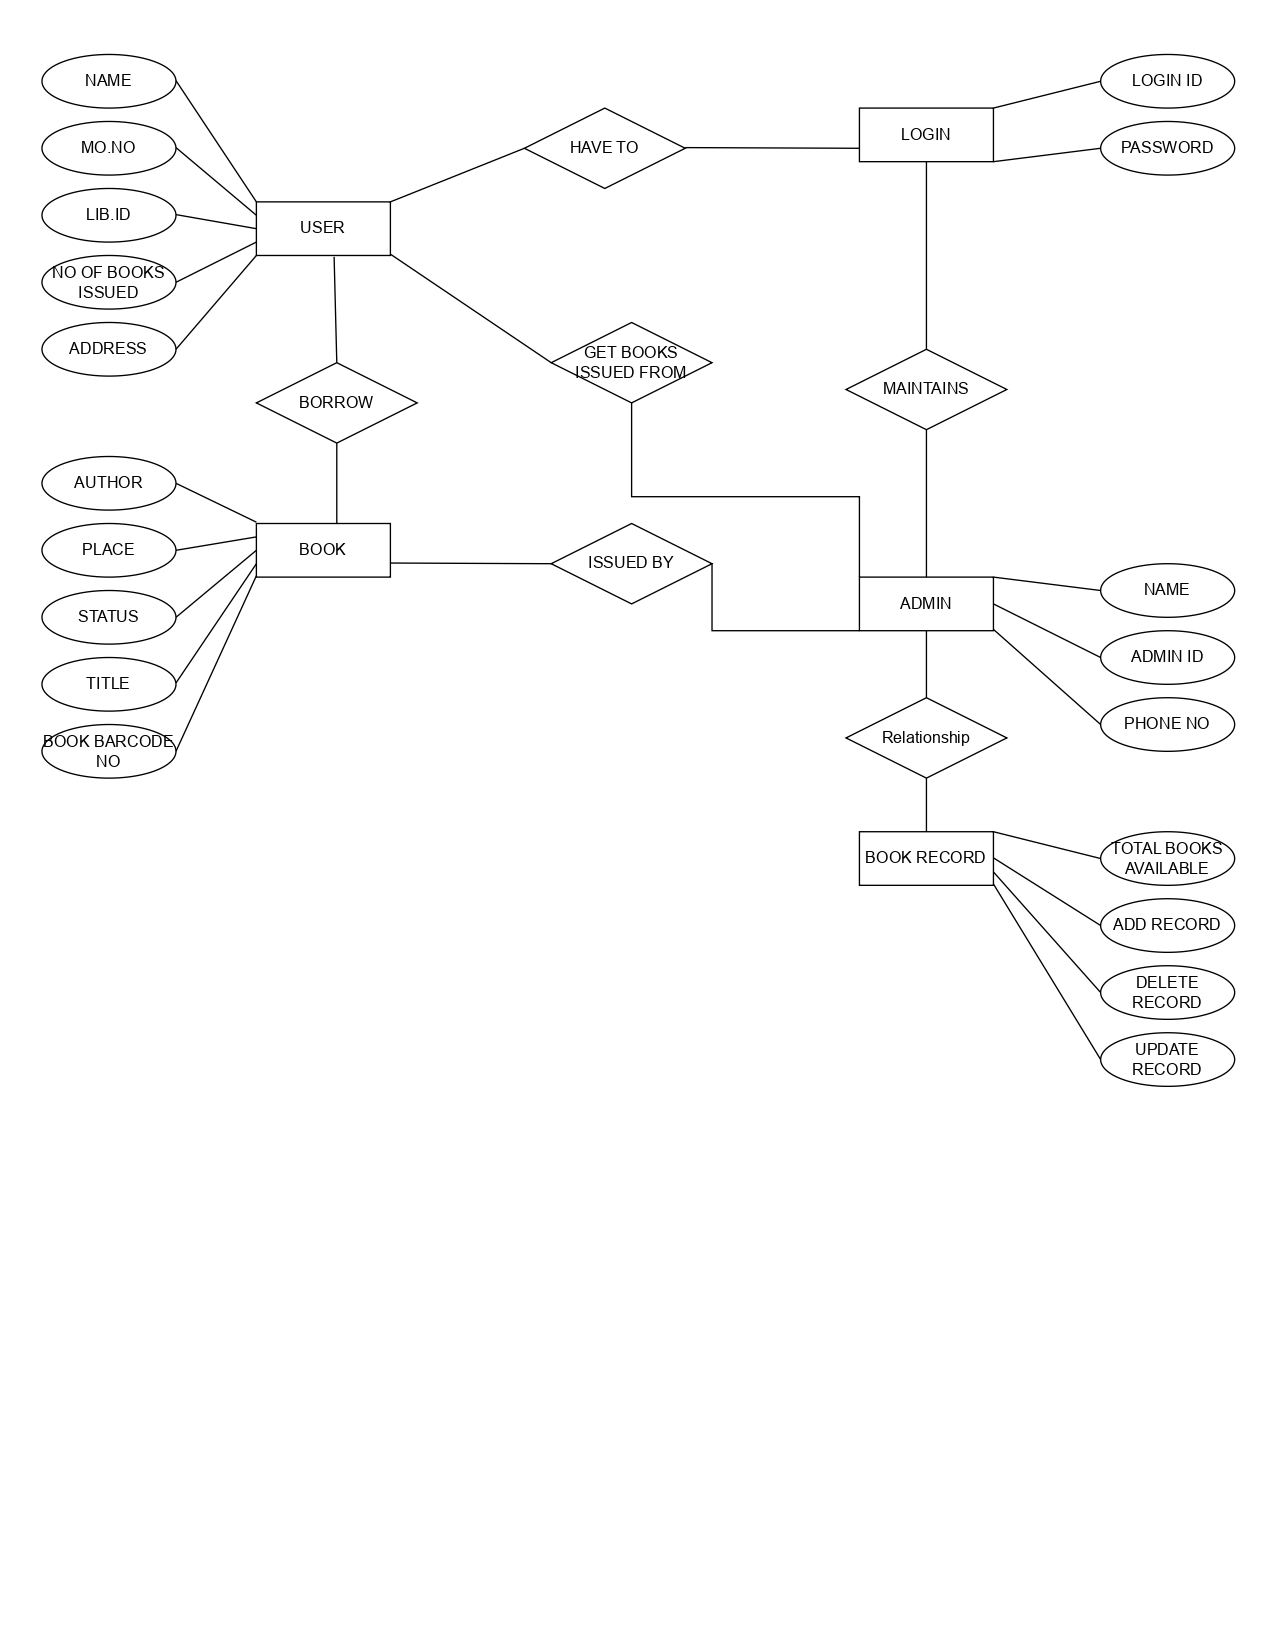 NAME
LOGIN ID
LOGIN
MO.NO
HAVE TO
PASSWORD
LIB.ID
USER
NO OF BOOKS
ISSUED
ADDRESS
GET BOOKS
ISSUED FROM
MAINTAINS
BORROW
AUTHOR
PLACE
BOOK
ISSUED BY
NAME
ADMIN
STATUS
ADMIN ID
TITLE
PHONE NO
Relationship
BOOK BARCODE
NO
TOTAL BOOKS
AVAILABLE
BOOK RECORD
ADD RECORD
DELETE
RECORD
UPDATE
RECORD